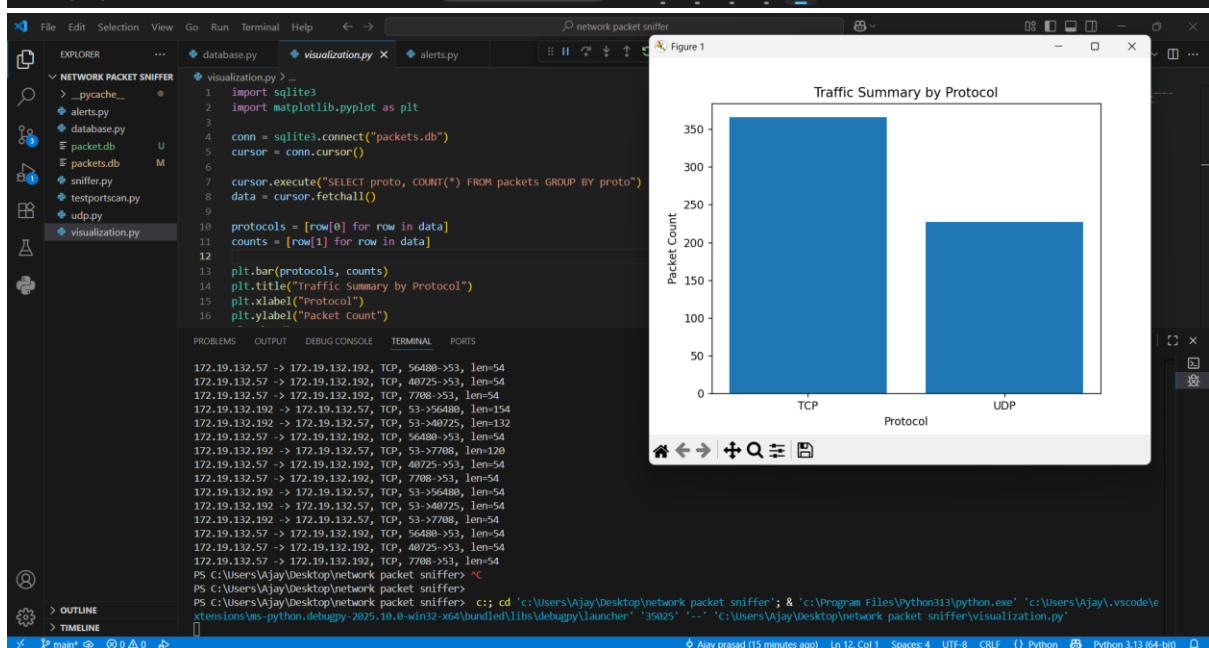 File Edit Selection View Go Run Terminal Help
network packet sniffer
EXPLORER
NETWORK PACKET SNIFFER
__pycache__
alerts.py
database.py
packet.db U
packets.db M
sniffer.py
testportscan.py
udp.py
visualization.py
OUTLINE
TIMELINE
3
1
database.py visualization.py alerts.py
visualization.py > ...
1 import sqlite3
2 import matplotlib.pyplot as plt
3
4 conn = sqlite3.connect("packets.db")
5 cursor = conn.cursor()
6
7 cursor.execute("SELECT proto, COUNT(*) FROM packets GROUP BY proto")
8 data = cursor.fetchall()
9
10 protocols = [row[0] for row in data]
11 counts = [row[1] for row in data]
12
13 plt.bar(protocols, counts)
14 plt.title("Traffic Summary by Protocol")
15 plt.xlabel("Protocol")
16 plt.ylabel("Packet Count")
PROBLEMS OUTPUT DEBUG CONSOLE TERMINAL PORTS
172.19.132.57 -> 172.19.132.192, TCP, 56480->53, len=54
172.19.132.57 -> 172.19.132.192, TCP, 40725->53, len=54
172.19.132.57 -> 172.19.132.192, TCP, 7708->53, len=54
172.19.132.192 -> 172.19.132.57, TCP, 53->56480, len=154
172.19.132.192 -> 172.19.132.57, TCP, 53->40725, len=132
172.19.132.57 -> 172.19.132.192, TCP, 56480->53, len=54
172.19.132.192 -> 172.19.132.57, TCP, 53->7708, len=120
172.19.132.57 -> 172.19.132.192, TCP, 40725->53, len=54
172.19.132.57 -> 172.19.132.192, TCP, 7708->53, len=54
172.19.132.192 -> 172.19.132.57, TCP, 53->56480, len=54
172.19.132.192 -> 172.19.132.57, TCP, 53->40725, len=54
172.19.132.192 -> 172.19.132.57, TCP, 53->7708, len=54
172.19.132.57 -> 172.19.132.192, TCP, 56480->53, len=54
172.19.132.57 -> 172.19.132.192, TCP, 40725->53, len=54
172.19.132.57 -> 172.19.132.192, TCP, 7708->53, len=54
PS C:\Users\Ajay\Desktop\network packet sniffer> ^C
PS C:\Users\Ajay\Desktop\network packet sniffer>
PS C:\Users\Ajay\Desktop\network packet sniffer> c:; cd 'c:\Users\Ajay\Desktop\network packet sniffer'; & 'c:\Program Files\Python313\python.exe' 'c:\Users\Ajay\.vscode\e
xtensions\ms-python.debugpy-2025.10.0-win32-x64\bundled\libs\debugpy\launcher' '35025' '--' 'C:\Users\Ajay\Desktop\network packet sniffer\visualization.py'
Figure 1
Traffic Summary by Protocol
Packet Count
350
300
250
200
150
100
50
0
TCP UDP
Protocol
main* 0 0 Ajay prasad (15 minutes ago) Ln 12, Col 1 Spaces: 4 UTF-8 CRLF {} Python Python 3.13 (64-bit)